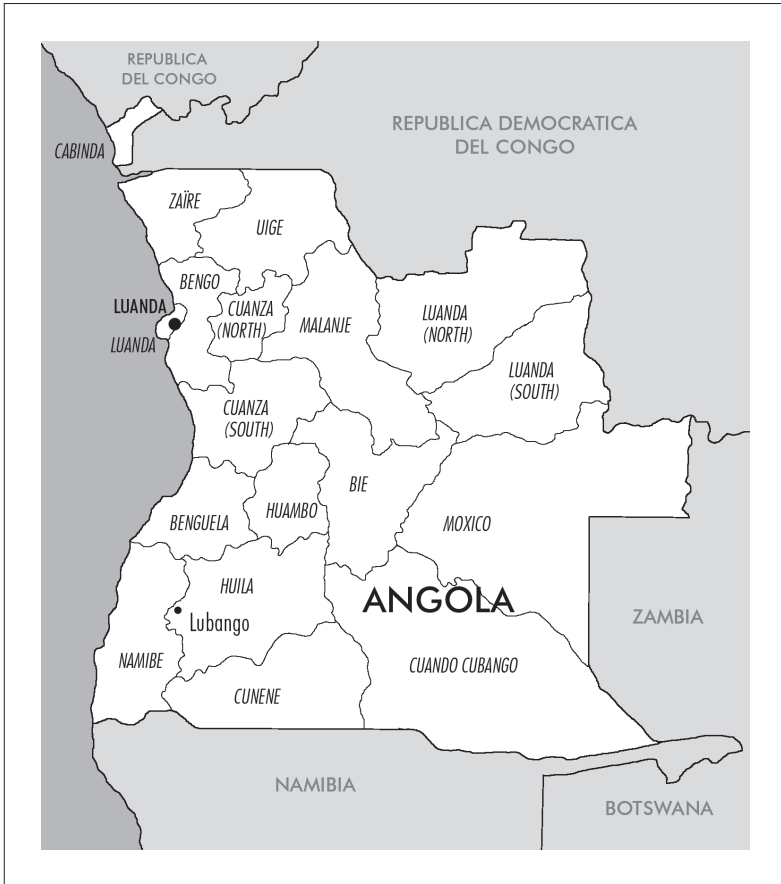 REPUBLICA
DEL CONGO
REPUBLICA DEMOCRATICA
DEL CONGO
CABINDA
ZAÏRE
UIGE
BENGO
LUANDA
CUANZA
(NORTH)
MALANJE
LUANDA
(NORTH)
LUANDA
LUANDA
(SOUTH)
CUANZA
(SOUTH)
BIE
HUAMBO
BENGUELA
MOXICO
HUILA
ANGOLA
Lubango
ZAMBIA
NAMIBE
CUANDO CUBANGO
CUNENE
NAMIBIA
BOTSWANA